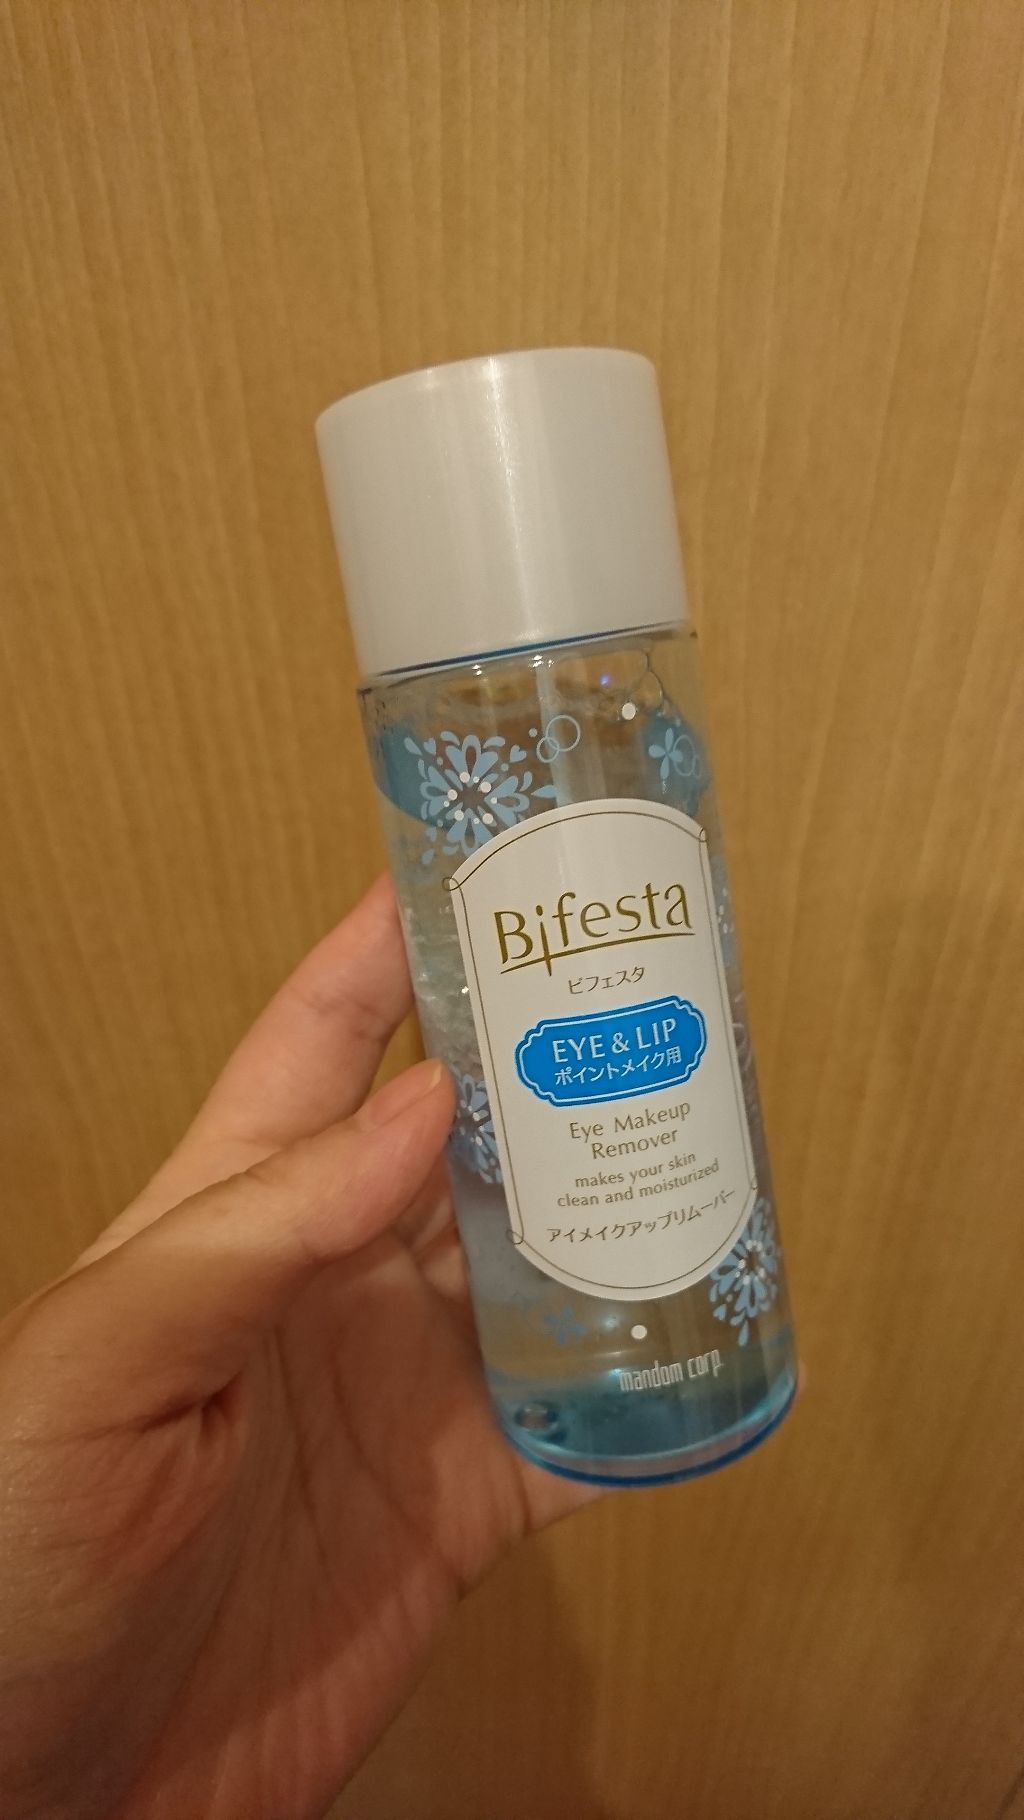 Bifesta
ビフェスタ
EYE & LIP
ポイントメイク用
Eye Makeup
Remover
makes your skin
clean and moisturized
アイメイクアップリムーバー
mandom corp.